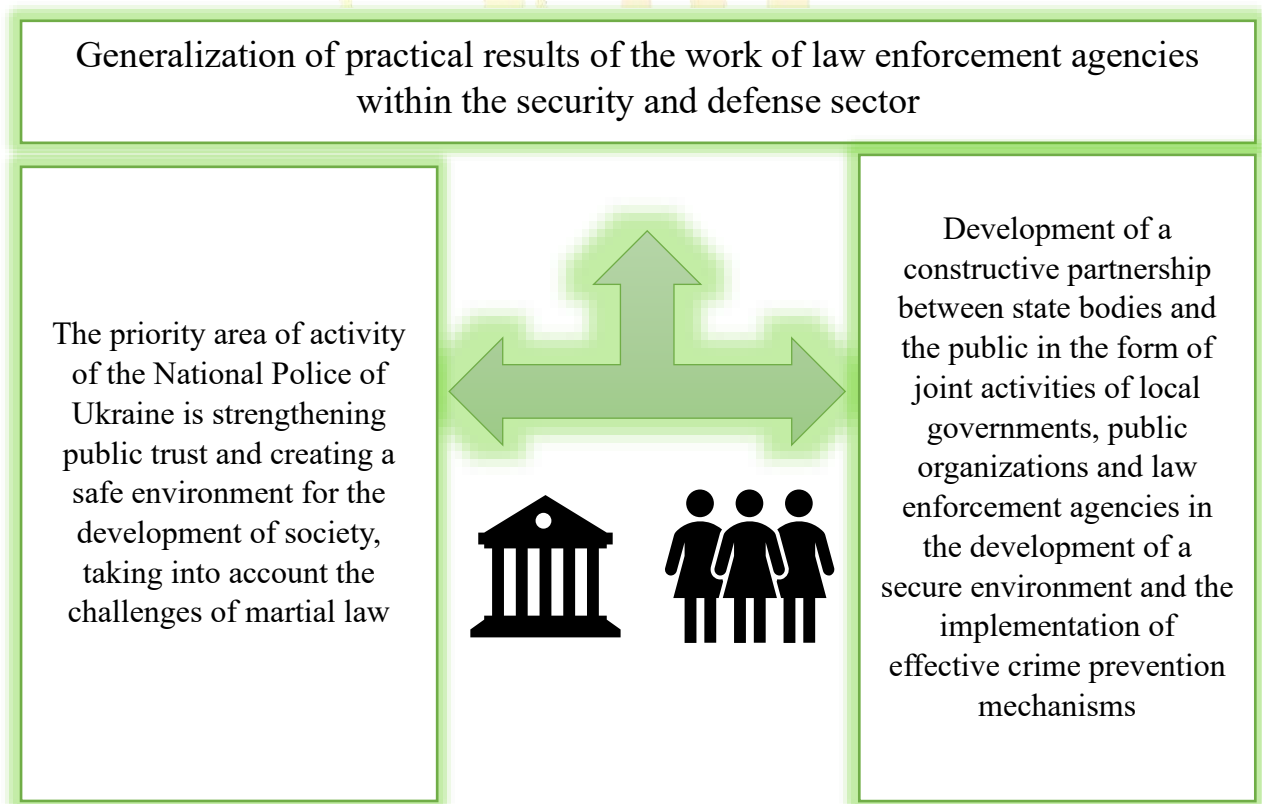 Generalization of practical results of the work of law enforcement agencies
within the security and defense sector
The priority area of activity
of the National Police of
Ukraine is strengthening
public trust and creating a
safe environment for the
development of society,
taking into account the
challenges of martial law
Development of a
constructive partnership
between state bodies and
the public in the form of
joint activities of local
governments, public
organizations and law
enforcement agencies in
the development of a
secure environment and the
implementation of
effective crime prevention
mechanisms